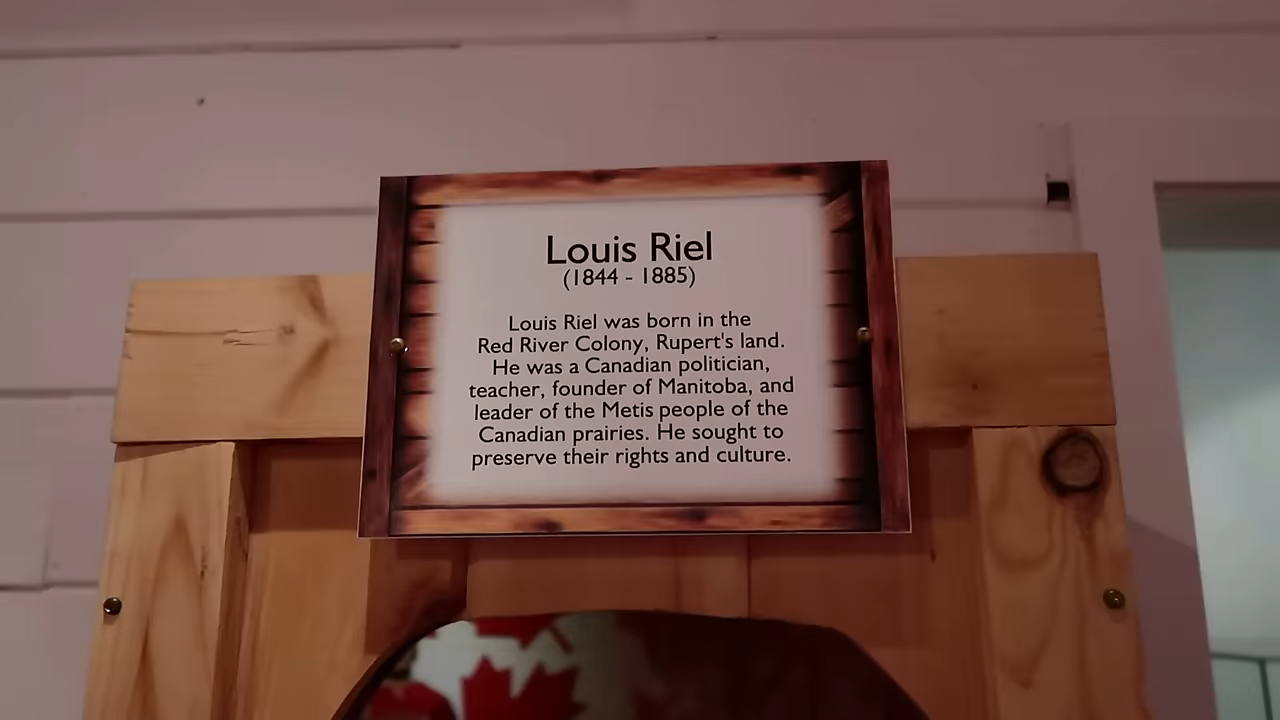 Louis Riel
(1844 - 1885)
Louis Riel was born in the
Red River Colony, Rupert's land.
He was a Canadian politician,
teacher, founder of Manitoba, and
leader of the Metis people of the
Canadian prairies. He sought to
preserve their rights and culture.